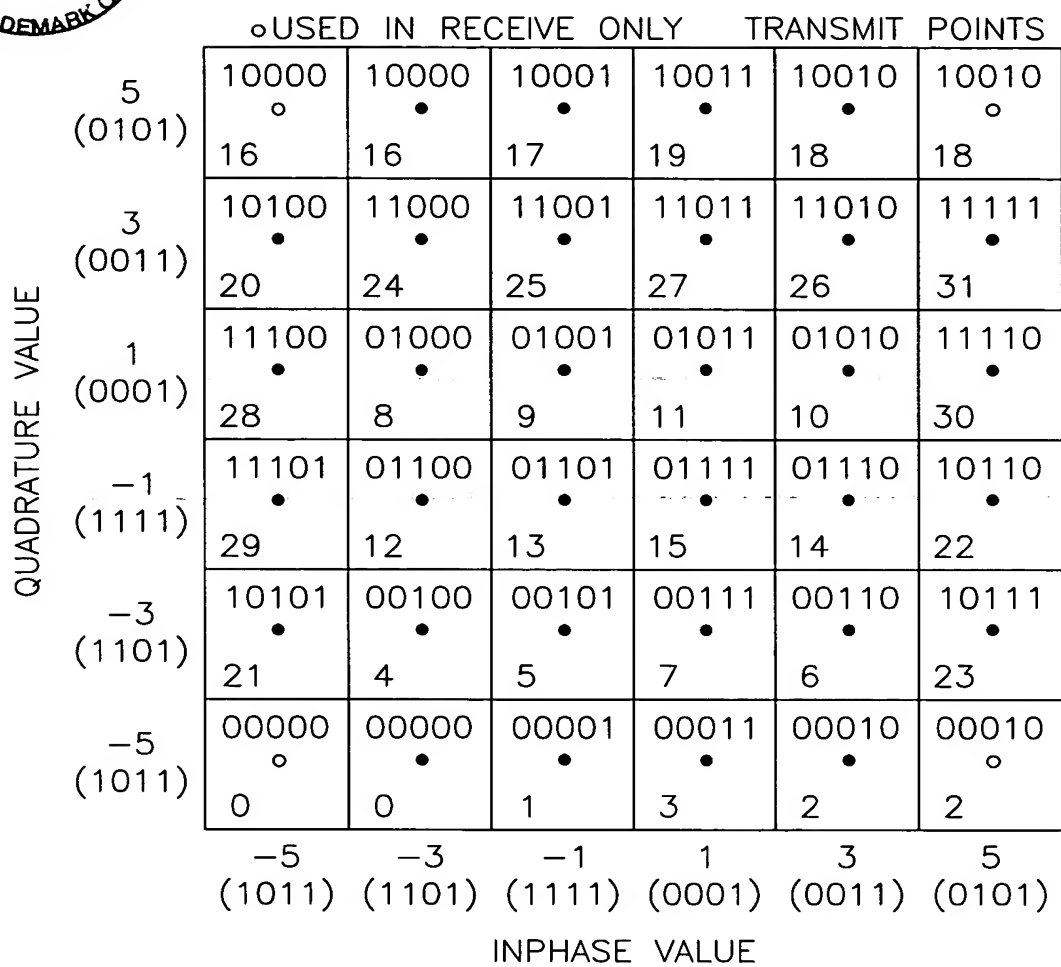 DEMARK O
○USED IN RECEIVE ONLY TRANSMIT POINTS
5 10000 10000 10001 10011 10010 10010
(0101)
16 16 17 19 18 18
3 10100 11000 11001 11011 11010 11111
(0011)
20 24 25 27 26 31
1 11100 01000 01001 01011 01010 11110
(0001)
28 8 9 11 10 30
-1 11101 01100 01101 01111 01110 10110
(1111)
29 12 13 15 14 22
-3 10101 00100 00101 00111 00110 10111
(1101)
21 4 5 7 6 23
-5 00000 00000 00001 00011 00010 00010
(1011)
0 0 1 3 2 2
QUADRATURE VALUE
-5 -3 -1 1 3 5
(1011) (1101) (1111) (0001) (0011) (0101)
INPHASE VALUE